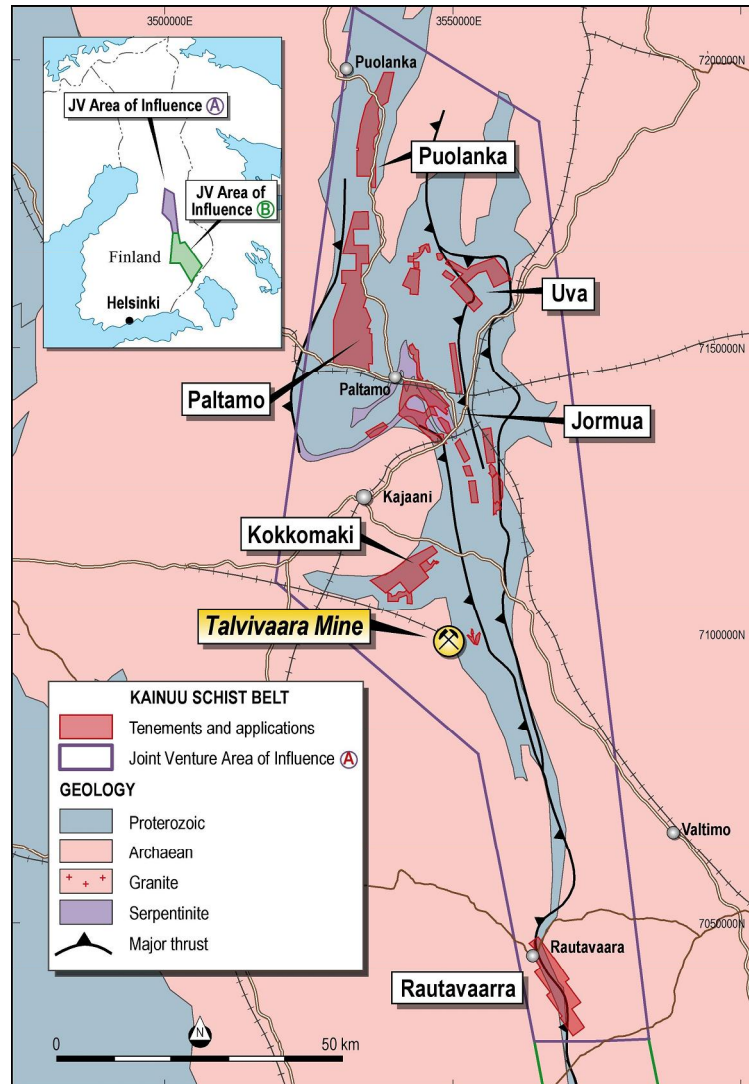 3500000E
3550000E
7200000N
Puolanka
JV Area of Influence A
Puolanka
JV Area of
Influence B
Finland
Uva
Helsinki
7150000N
Paltamo
Paltamo
Jormua
Kajaani
Kokkomaki
Talvivaara Mine
7100000N
KAINUU SCHIST BELT
Tenements and applications
Joint Venture Area of Influence A
GEOLOGY
Proterozoic
Archaean
Granite
Serpentinite
Major thrust
Valtimo
7050000N
Rautavaara
Rautavaarra
N
0
50 km